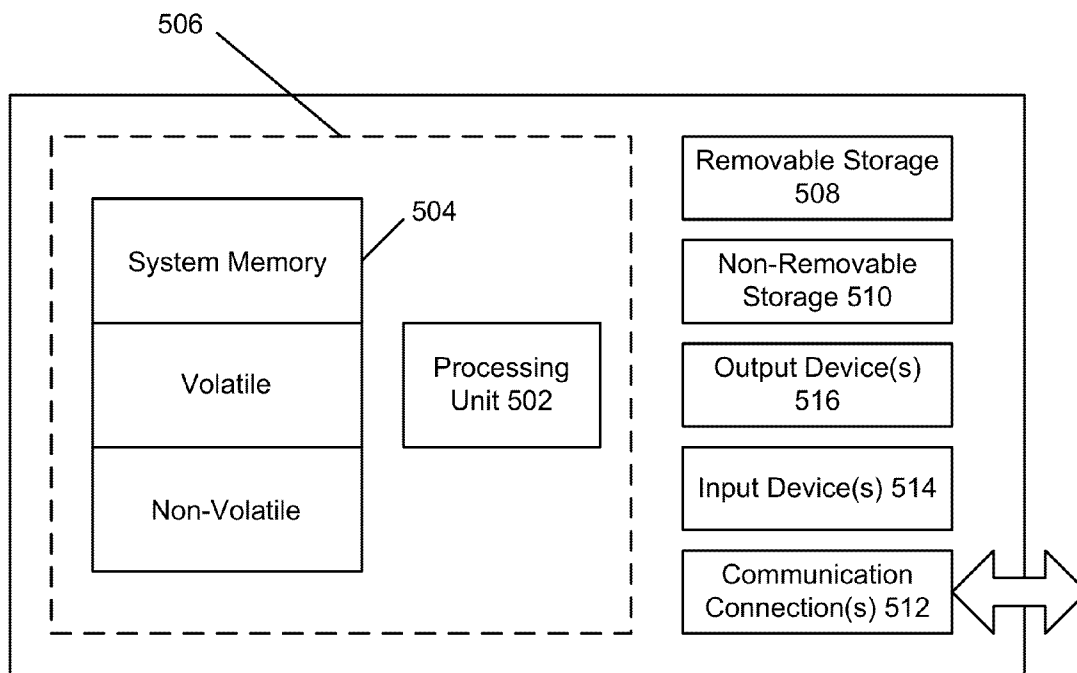 506
504
System Memory
Volatile
Non-Volatile
Processing
Unit 502
Removable Storage
508
Non-Removable
Storage 510
Output Device(s)
516
Input Device(s) 514
Communication
Connection(s) 512